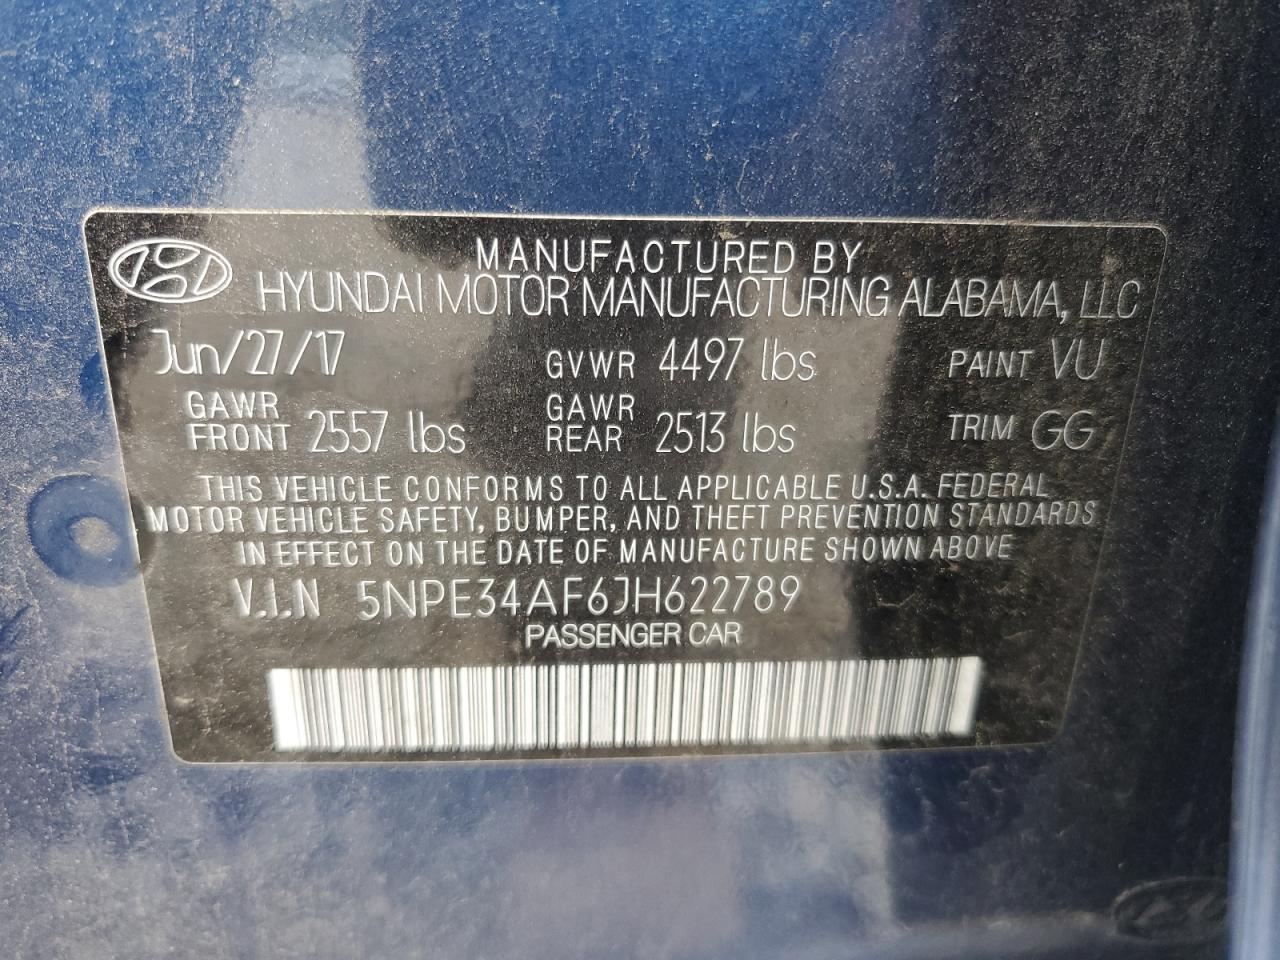 MANUFACTURED BY
HYUNDAI MOTOR MANUFACTURING ALABAMA, LLC
Jun/27/17 GVWR 4497 lbs PAINT VU
GAWR FRONT 2557 lbs GAWR REAR 2513 lbs TRIM GG
THIS VEHICLE CONFORMS TO ALL APPLICABLE U.S.A. FEDERAL
MOTOR VEHICLE SAFETY, BUMPER, AND THEFT PREVENTION STANDARDS
IN EFFECT ON THE DATE OF MANUFACTURE SHOWN ABOVE
V.I.N 5NPE34AF6JH622789
PASSENGER CAR